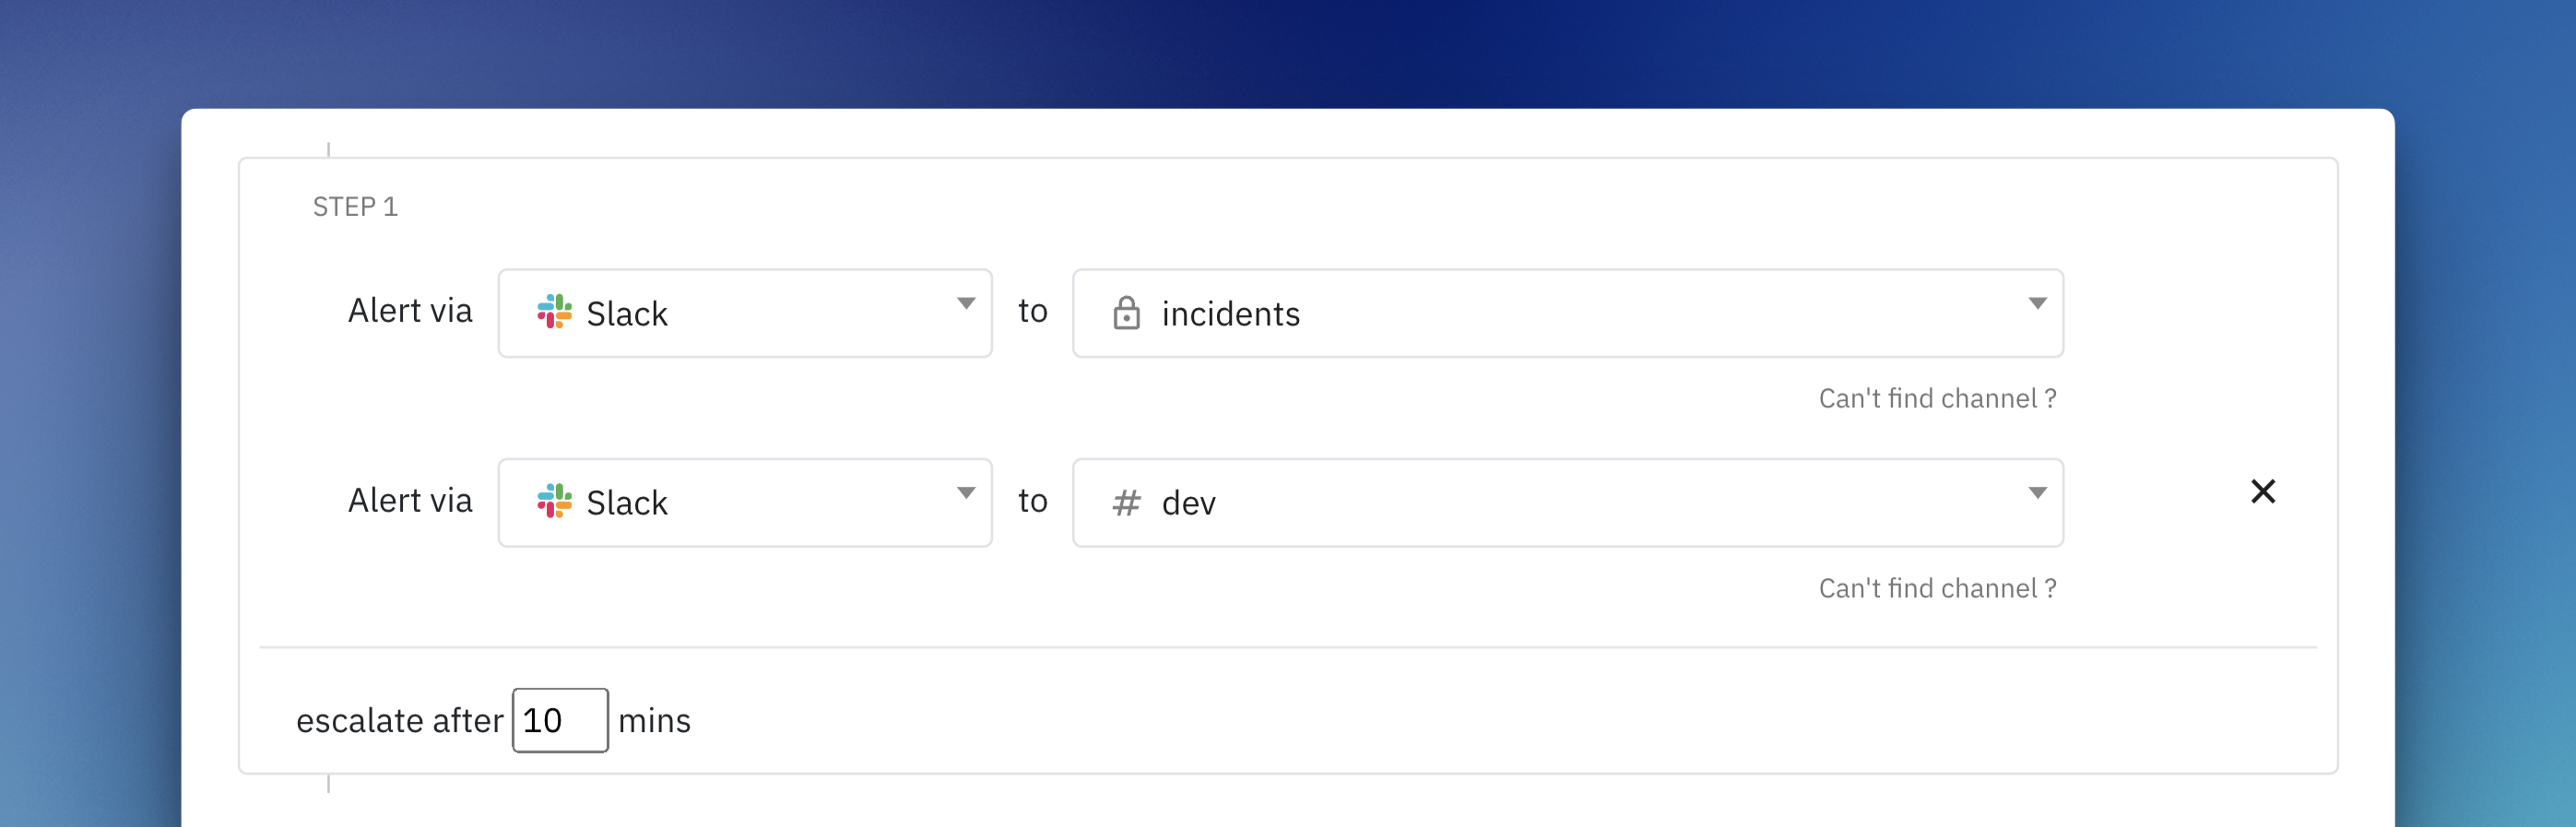 STEP 1
Alert via Slack to incidents
Can't find channel ?
Alert via Slack to # dev
Can't find channel ?
escalate after 10 mins